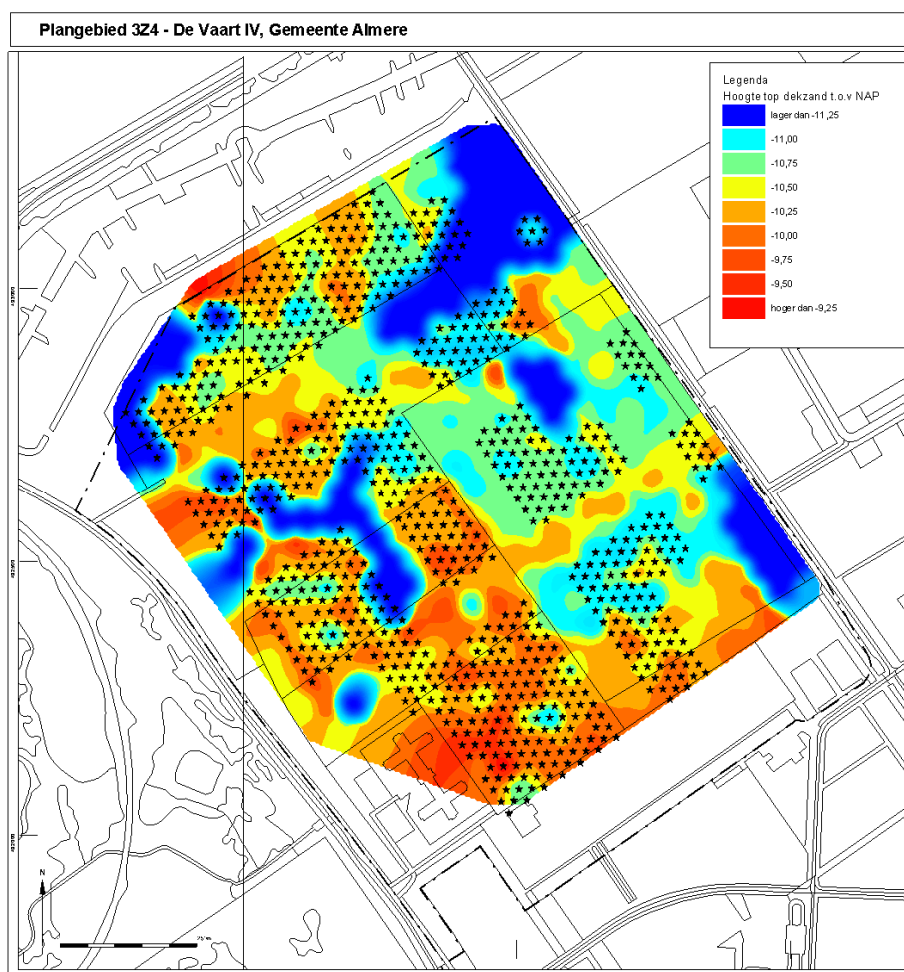 Plangebied 3Z4 - De Vaart IV, Gemeente Almere
Legenda
Hoogte top dekzand t.o.v NAP
lager dan -11,25
-11,00
-10,75
-10,50
-10,25
-10,00
-9,75
-9,50
hoger dan -9,25
N